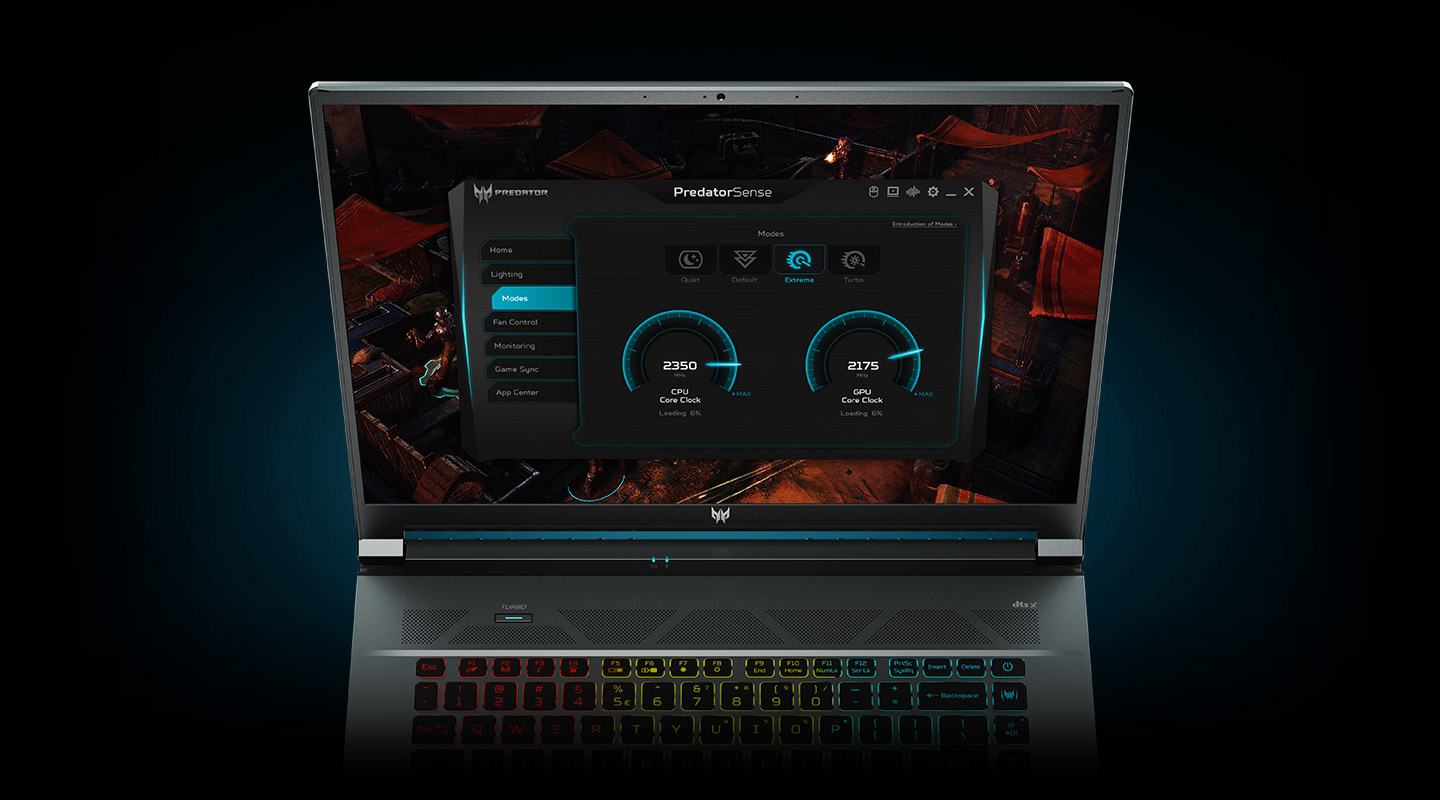 PREDATOR
PredatorSense
Introduction of Modes ›
Modes
Home
Lighting
Modes
Fan Control
Monitoring
Game Sync
App Center
Quiet Default Extreme Turbo
2350
MHz
CPU
Core Clock
Loading 6%
MAX
2175
MHz
GPU
Core Clock
Loading 6%
MAX
TURBO
dts X
Esc F1 F2 F3 F4 F5 F6 F7 F8 F9 End F10 Home F11 NumLk F12 ScrLk PrtSc SysRq Insert Delete
~ ! 1 @ 2 # 3 $ 4 % 5 € ^ 6 & 7 7 * 8 8 ( 9 9 ) 0 / — - + = Backspace
Tab Q W E R T Y U I O P { [ } ] | \